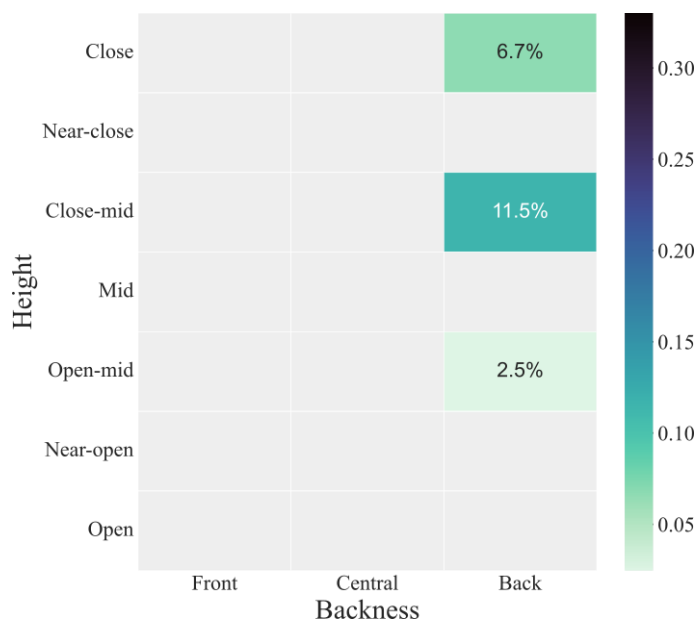 Close
6.7%
Near-close
Close-mid
11.5%
Mid
Open-mid
2.5%
Near-open
Open
Height
Front Central Back
Backness
0.30
0.25
0.20
0.15
0.10
0.05